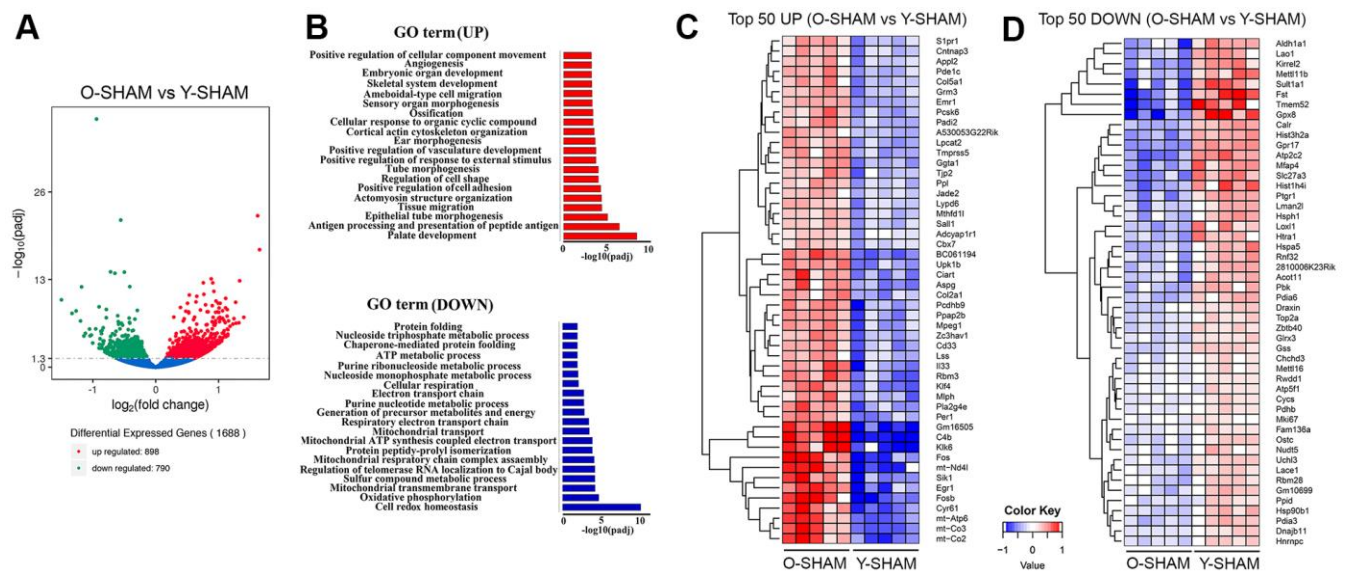 A
O-SHAM vs Y-SHAM
−log₁₀(padj)
26
13
1.3
0
-1
0
1
log₂(fold change)
Differential Expressed Genes ( 1688 )
up regulated: 898
down regulated: 790
B
GO term (UP)
Positive regulation of cellular component movement
Angiogenesis
Embryonic organ development
Skeletal system development
Ameboidal-type cell migration
Sensory organ morphogenesis
Ossification
Cellular response to organic cyclic compound
Cortical actin cytoskeleton organization
Ear morphogenesis
Positive regulation of vasculature development
Positive regulation of response to external stimulus
Tube morphogenesis
Regulation of cell shape
Positive regulation of cell adhesion
Actomyosin structure organization
Tissue migration
Epithelial tube morphogenesis
Antigen processing and presentation of peptide antigen
Palate development
0 5 10
-log10(padj)
GO term (DOWN)
Protein folding
Nucleoside triphosphate metabolic process
Chaperone-mediated protein foolding
ATP metabolic process
Purine ribonucleoside metabolic process
Nucleoside monophosphate metabolic process
Cellular respiration
Electron transport chain
Purine nucleotide metabolic process
Generation of precursor metabolites and energy
Respiratory electron transport chain
Mitochondrial transport
Mitochondrial ATP synthesis coupled electron transport
Protein peptidy-prolyl isomerization
Mitochondrial respiratory chain complex assembly
Regulation of telomerase RNA localization to Cajal body
Sulfur compound metabolic process
Mitochondrial transmembrane transport
Oxidative phosphorylation
Cell redox homeostasis
0 5 10
-log10(padj)
C
Top 50 UP (O-SHAM vs Y-SHAM)
S1pr1
Cntnap3
Appl2
Pde1c
Col5a1
Grm3
Emr1
Pcsk6
Padi2
A530053G22Rik
Lpcat2
Tmprss5
Ggta1
Tjp2
Ppl
Jade2
Lypd6
Mthfd1l
Sall1
Adcyap1r1
Cbx7
BC061194
Upk1b
Ciart
Aspg
Col2a1
Pcdhb9
Ppap2b
Mpeg1
Zc3hav1
Cd33
Lss
Il33
Rbm3
Klf4
Mlph
Pla2g4e
Per1
Gm16505
C4b
Klk6
Fos
mt-Nd4l
Sik1
Egr1
Fosb
Cyr61
mt-Atp6
mt-Co3
mt-Co2
O-SHAM Y-SHAM
Color Key
-1 0 1
Value
D
Top 50 DOWN (O-SHAM vs Y-SHAM)
Aldh1a1
Lao1
Kirrel2
Mettl11b
Sult1a1
Fst
Tmem52
Gpx8
Calr
Hist3h2a
Gpr17
Atp2c2
Mfap4
Slc27a3
Hist1h4i
Ptgr1
Lman2l
Hsph1
Loxl1
Htra1
Hspa5
Rnf32
2810006K23Rik
Acot11
Pbk
Pdia6
Draxin
Top2a
Zbtb40
Glrx3
Gss
Chchd3
Mettl16
Rwdd1
Atp5f1
Cycs
Pdhb
Mki67
Fam136a
Ostc
Nudt5
Uchl3
Lace1
Rbm28
Gm10699
Ppid
Hsp90b1
Pdia3
Dnajb11
Hnrnpc
O-SHAM Y-SHAM